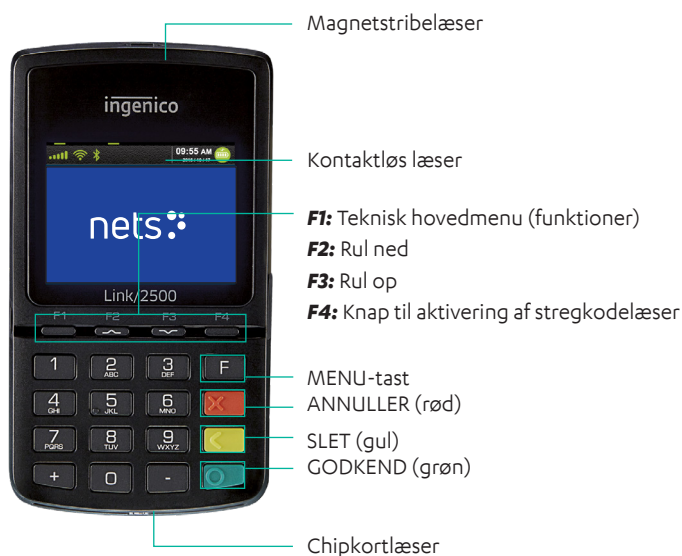 Magnetstribelæser
ingenico
09:55 AM
Kontaktløs læser
nets
F1: Teknisk hovedmenu (funktioner)
F2: Rul ned
F3: Rul op
F4: Knap til aktivering af stregkodelæser
Link/2500
F1 F2 F3 F4
1 2 ABC 3 DEF F
MENU-tast
4 GHI 5 JKL 6 MNO
ANNULLER (rød)
7 PQRS 8 TUV 9 WXYZ
SLET (gul)
GODKEND (grøn)
+ 0 -
Chipkortlæser